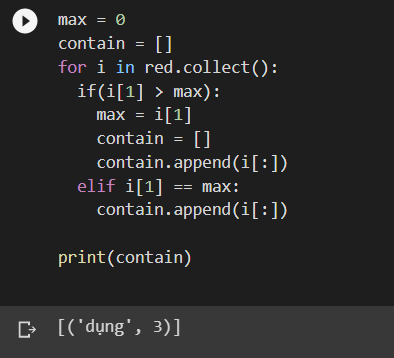 max = 0
contain = []
for i in red.collect():
  if(i[1] > max):
    max = i[1]
    contain = []
    contain.append(i[:])
  elif i[1] == max:
    contain.append(i[:])

print(contain)
[('dụng', 3)]